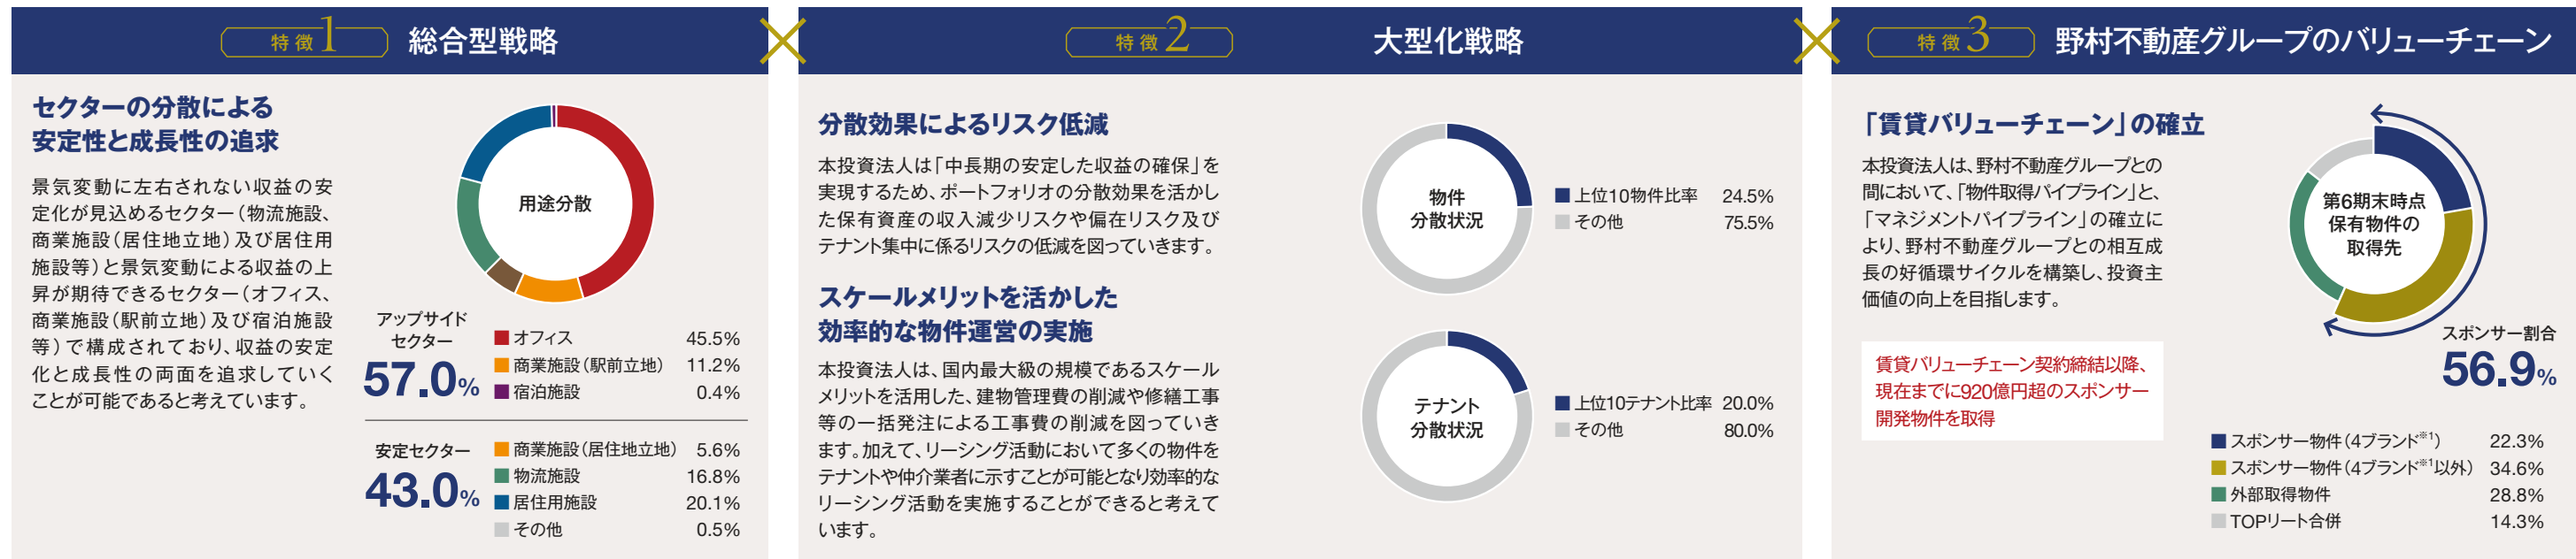 特徴1 総合型戦略
セクターの分散による
安定性と成長性の追求
景気変動に左右されない収益の安
定化が見込めるセクター(物流施設、
商業施設(居住地立地)及び居住用
施設等)と景気変動による収益の上
昇が期待できるセクター(オフィス、
商業施設(駅前立地)及び宿泊施設
等)で構成されており、収益の安定
化と成長性の両面を追求していく
ことが可能であると考えています。
用途分散
アップサイド
セクター
57.0%
オフィス 45.5%
商業施設(駅前立地) 11.2%
宿泊施設 0.4%
安定セクター
43.0%
商業施設(居住地立地) 5.6%
物流施設 16.8%
居住用施設 20.1%
その他 0.5%
特徴2 大型化戦略
分散効果によるリスク低減
本投資法人は「中長期の安定した収益の確保」を
実現するため、ポートフォリオの分散効果を活かし
た保有資産の収入減少リスクや偏在リスク及び
テナント集中に係るリスクの低減を図っていきます。
スケールメリットを活かした
効率的な物件運営の実施
本投資法人は、国内最大級の規模であるスケール
メリットを活用した、建物管理費の削減や修繕工事
等の一括発注による工事費の削減を図っていき
ます。加えて、リーシング活動において多くの物件を
テナントや仲介業者に示すことが可能となり効率的な
リーシング活動を実施することができると考えて
います。
物件
分散状況
上位10物件比率 24.5%
その他 75.5%
テナント
分散状況
上位10テナント比率 20.0%
その他 80.0%
特徴3 野村不動産グループのバリューチェーン
「賃貸バリューチェーン」の確立
本投資法人は、野村不動産グループとの
間において、「物件取得パイプライン」と、
「マネジメントパイプライン」の確立に
より、野村不動産グループとの相互成
長の好循環サイクルを構築し、投資主
価値の向上を目指します。
賃貸バリューチェーン契約締結以降、
現在までに920億円超のスポンサー
開発物件を取得
第6期末時点
保有物件の
取得先
スポンサー割合
56.9%
スポンサー物件(4ブランド※1) 22.3%
スポンサー物件(4ブランド※1以外) 34.6%
外部取得物件 28.8%
TOPリート合併 14.3%